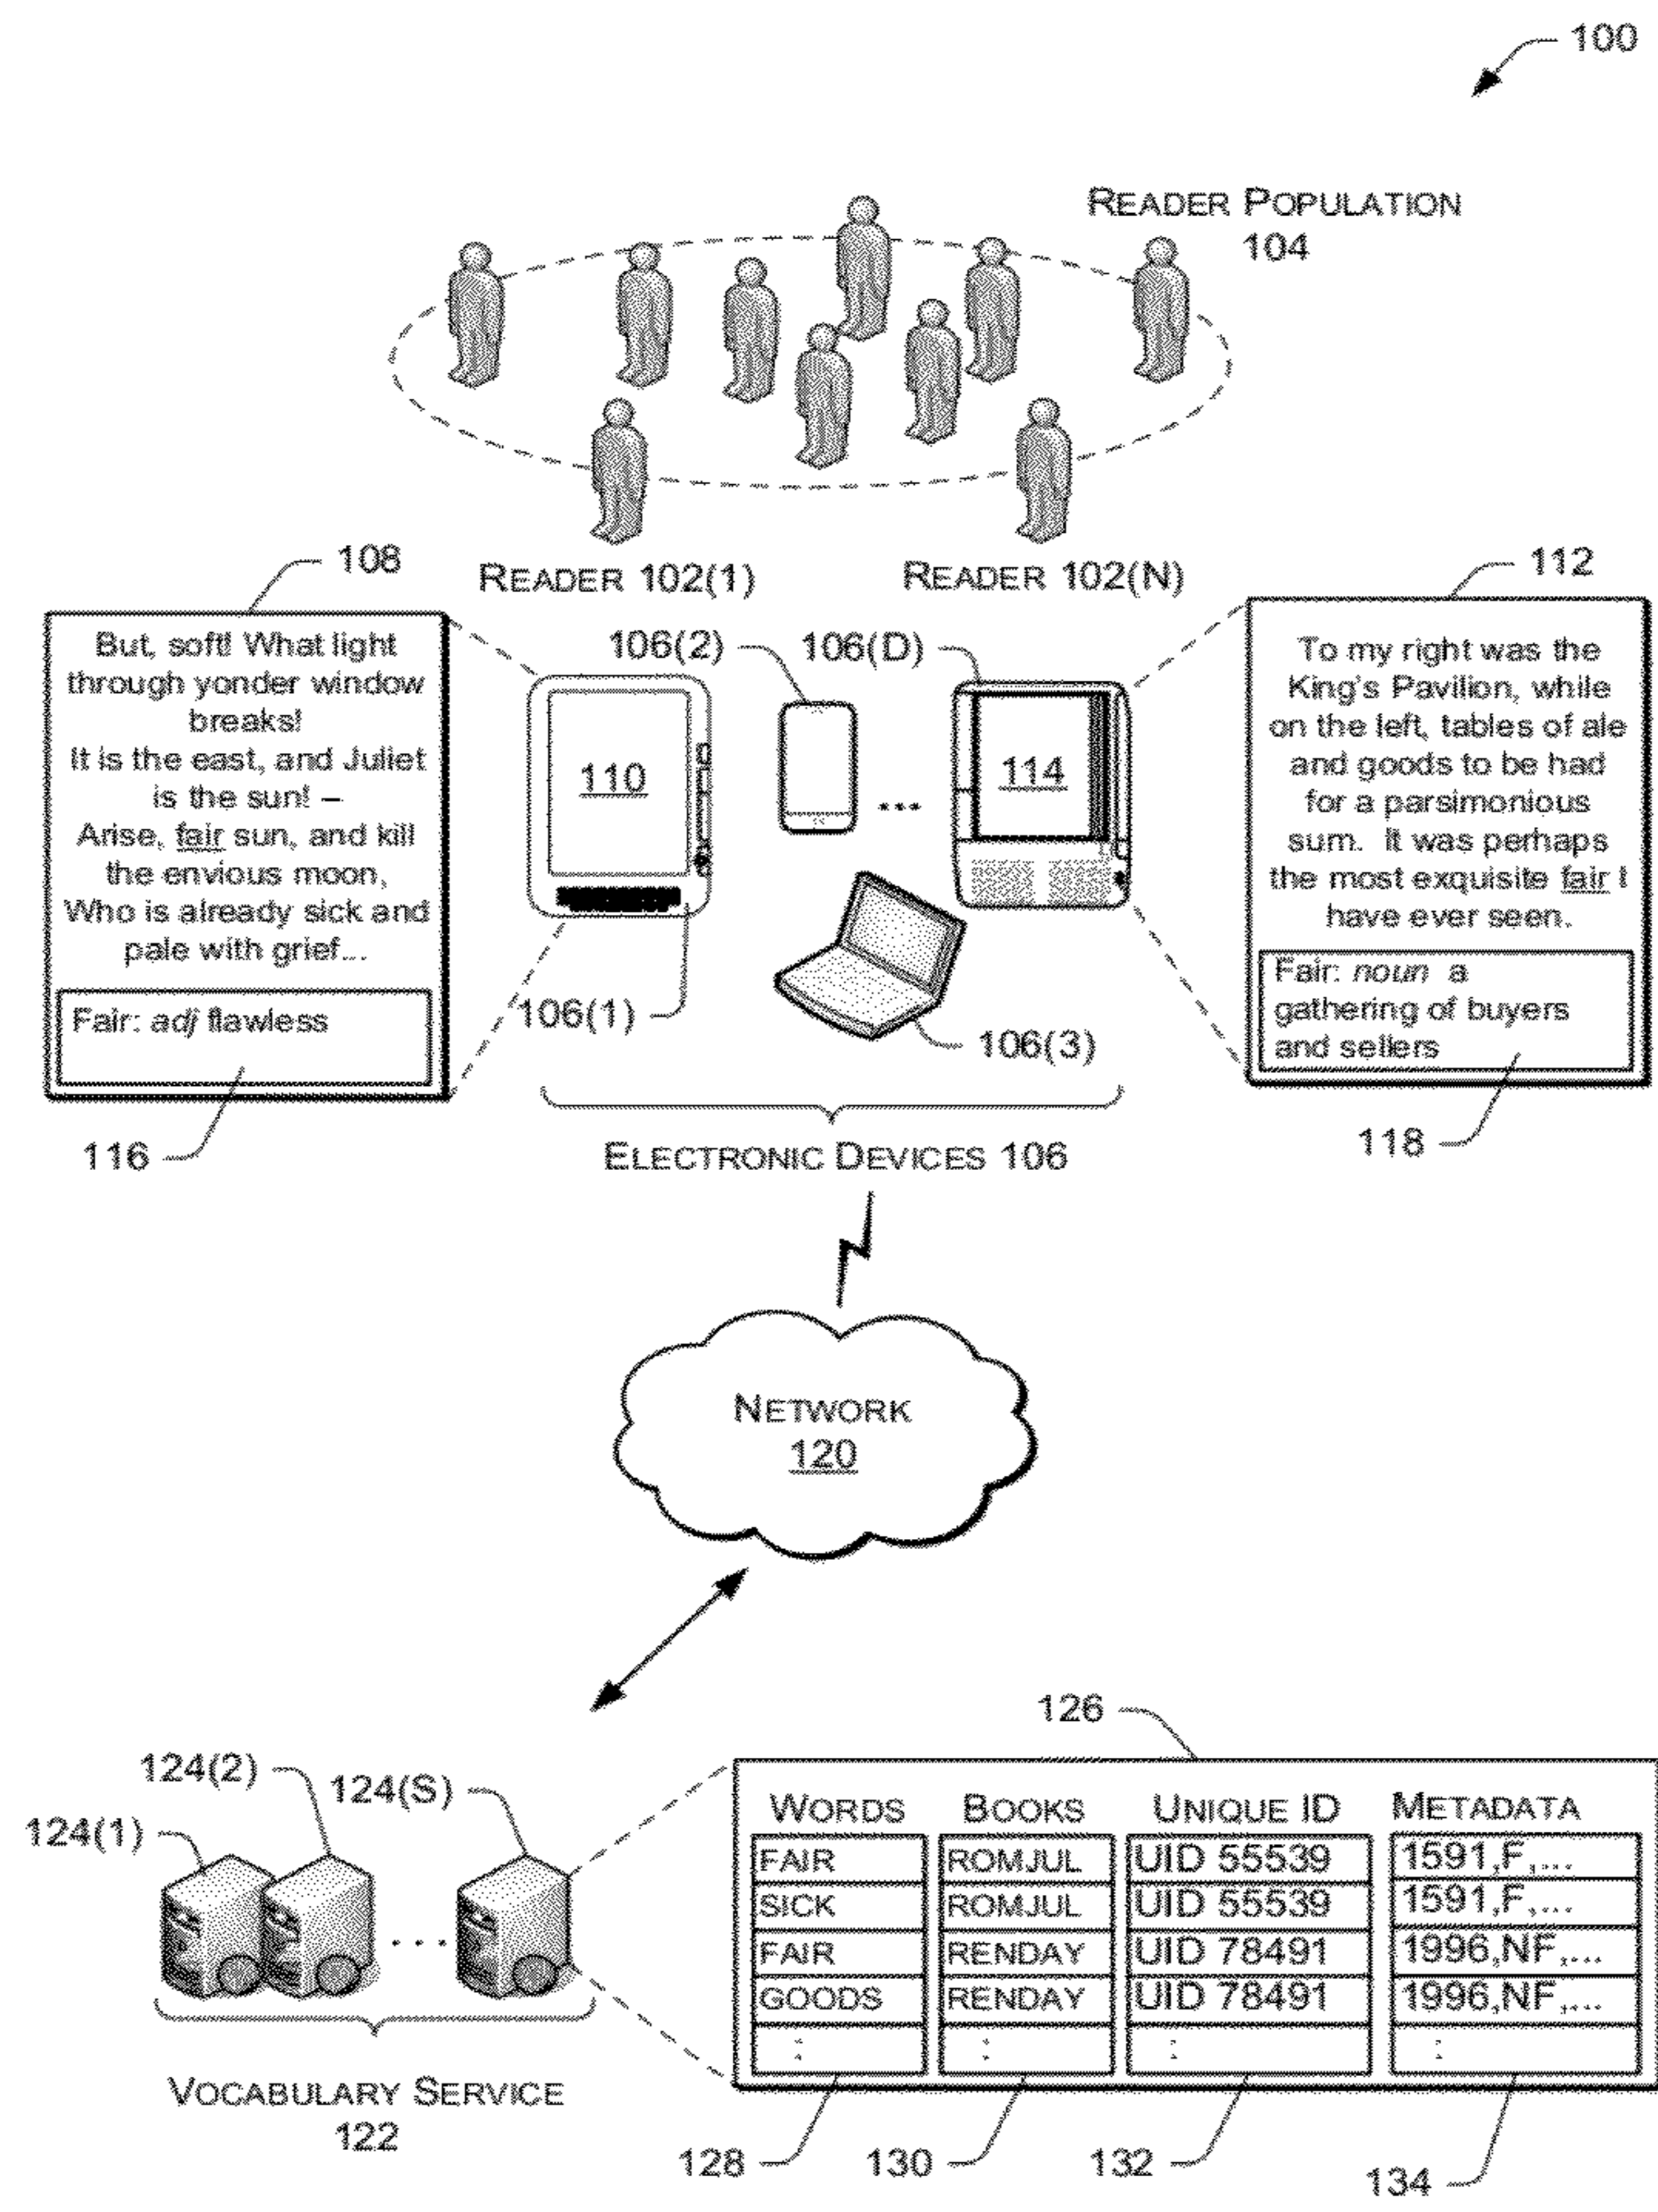 100
READER POPULATION
104
READER 102(1)
READER 102(N)
108
But, soft! What light
through yonder window
breaks!
It is the east, and Juliet
is the sun! –
Arise, fair sun, and kill
the envious moon,
Who is already sick and
pale with grief...
Fair: adj flawless
116
106(2)
106(D)
110
114
...
106(1)
106(3)
112
To my right was the
King's Pavilion, while
on the left, tables of ale
and goods to be had
for a parsimonious
sum. It was perhaps
the most exquisite fair I
have ever seen.
Fair: noun a
gathering of buyers
and sellers
118
ELECTRONIC DEVICES 106
NETWORK
120
124(1)
124(2)
124(S)
...
VOCABULARY SERVICE
122
126
WORDS BOOKS UNIQUE ID METADATA
FAIR ROMJUL UID 55539 1591,F,...
SICK ROMJUL UID 55539 1591,F,...
FAIR RENDAY UID 78491 1996,NF,...
GOODS RENDAY UID 78491 1996,NF,...
: : : :
128 130 132 134